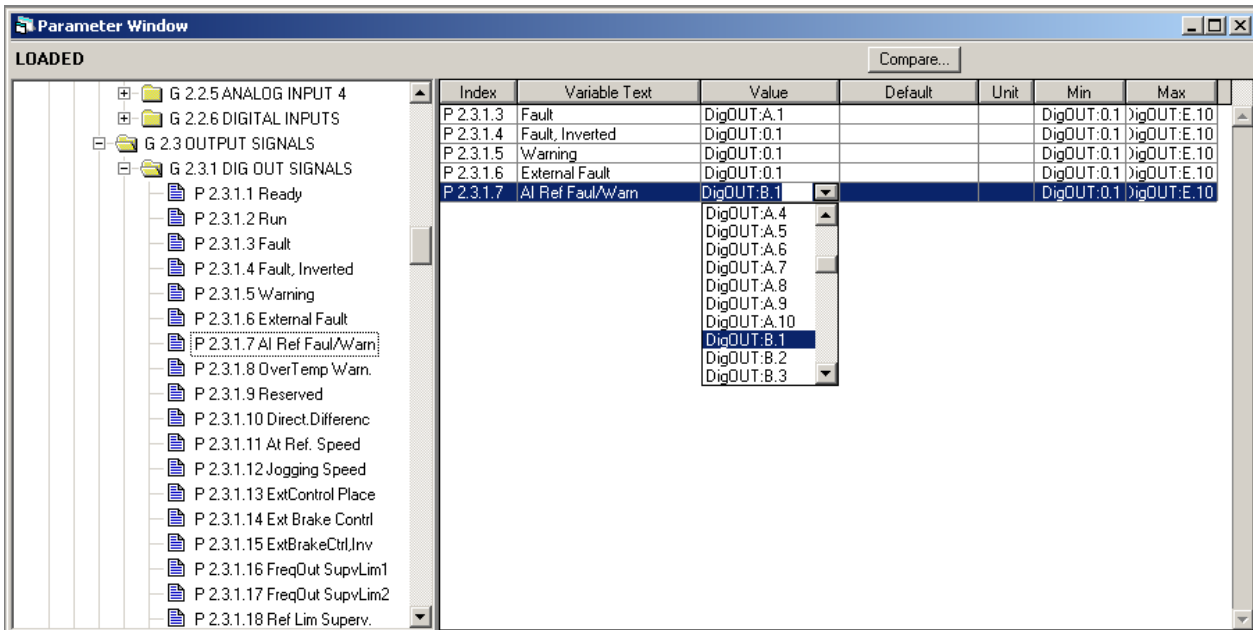 Parameter Window
LOADED
Compare...
G 2.2.5 ANALOG INPUT 4
G 2.2.6 DIGITAL INPUTS
G 2.3 OUTPUT SIGNALS
G 2.3.1 DIG OUT SIGNALS
P 2.3.1.1 Ready
P 2.3.1.2 Run
P 2.3.1.3 Fault
P 2.3.1.4 Fault, Inverted
P 2.3.1.5 Warning
P 2.3.1.6 External Fault
P 2.3.1.7 AI Ref Faul/Warn
P 2.3.1.8 OverTemp Warn.
P 2.3.1.9 Reserved
P 2.3.1.10 Direct.Differenc
P 2.3.1.11 At Ref. Speed
P 2.3.1.12 Jogging Speed
P 2.3.1.13 ExtControl Place
P 2.3.1.14 Ext Brake Contrl
P 2.3.1.15 ExtBrakeCtrl,Inv
P 2.3.1.16 FreqOut SupvLim1
P 2.3.1.17 FreqOut SupvLim2
P 2.3.1.18 Ref Lim Superv.
Index Variable Text Value Default Unit Min Max
P 2.3.1.3 Fault DigOUT:A.1 DigOUT:0.1 DigOUT:E.10
P 2.3.1.4 Fault, Inverted DigOUT:0.1 DigOUT:0.1 DigOUT:E.10
P 2.3.1.5 Warning DigOUT:0.1 DigOUT:0.1 DigOUT:E.10
P 2.3.1.6 External Fault DigOUT:0.1 DigOUT:0.1 DigOUT:E.10
P 2.3.1.7 AI Ref Faul/Warn DigOUT:B.1 DigOUT:0.1 DigOUT:E.10
DigOUT:A.4
DigOUT:A.5
DigOUT:A.6
DigOUT:A.7
DigOUT:A.8
DigOUT:A.9
DigOUT:A.10
DigOUT:B.1
DigOUT:B.2
DigOUT:B.3